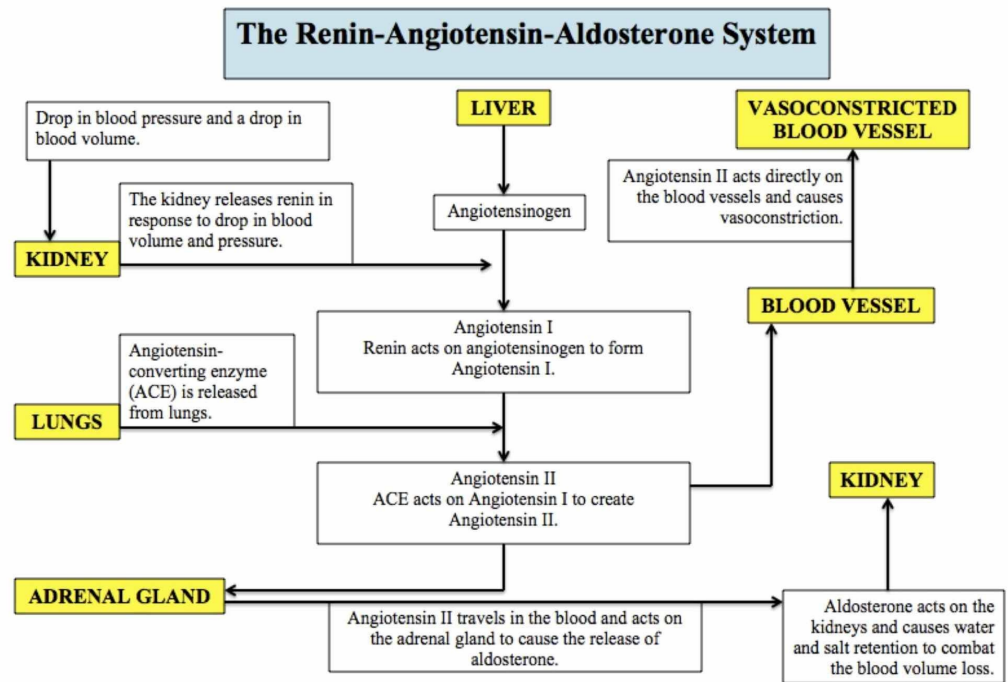 The Renin-Angiotensin-Aldosterone System
Drop in blood pressure and a drop in
blood volume.
LIVER
VASOCONSTRICTED
BLOOD VESSEL
The kidney releases renin in
response to drop in blood
volume and pressure.
KIDNEY
Angiotensinogen
Angiotensin II acts directly on
the blood vessels and causes
vasoconstriction.
BLOOD VESSEL
Angiotensin I
Renin acts on angiotensinogen to form
Angiotensin I.
Angiotensin-
converting enzyme
(ACE) is released
from lungs.
LUNGS
Angiotensin II
ACE acts on Angiotensin I to create
Angiotensin II.
KIDNEY
ADRENAL GLAND
Angiotensin II travels in the blood and acts on
the adrenal gland to cause the release of
aldosterone.
Aldosterone acts on the
kidneys and causes water
and salt retention to combat
the blood volume loss.